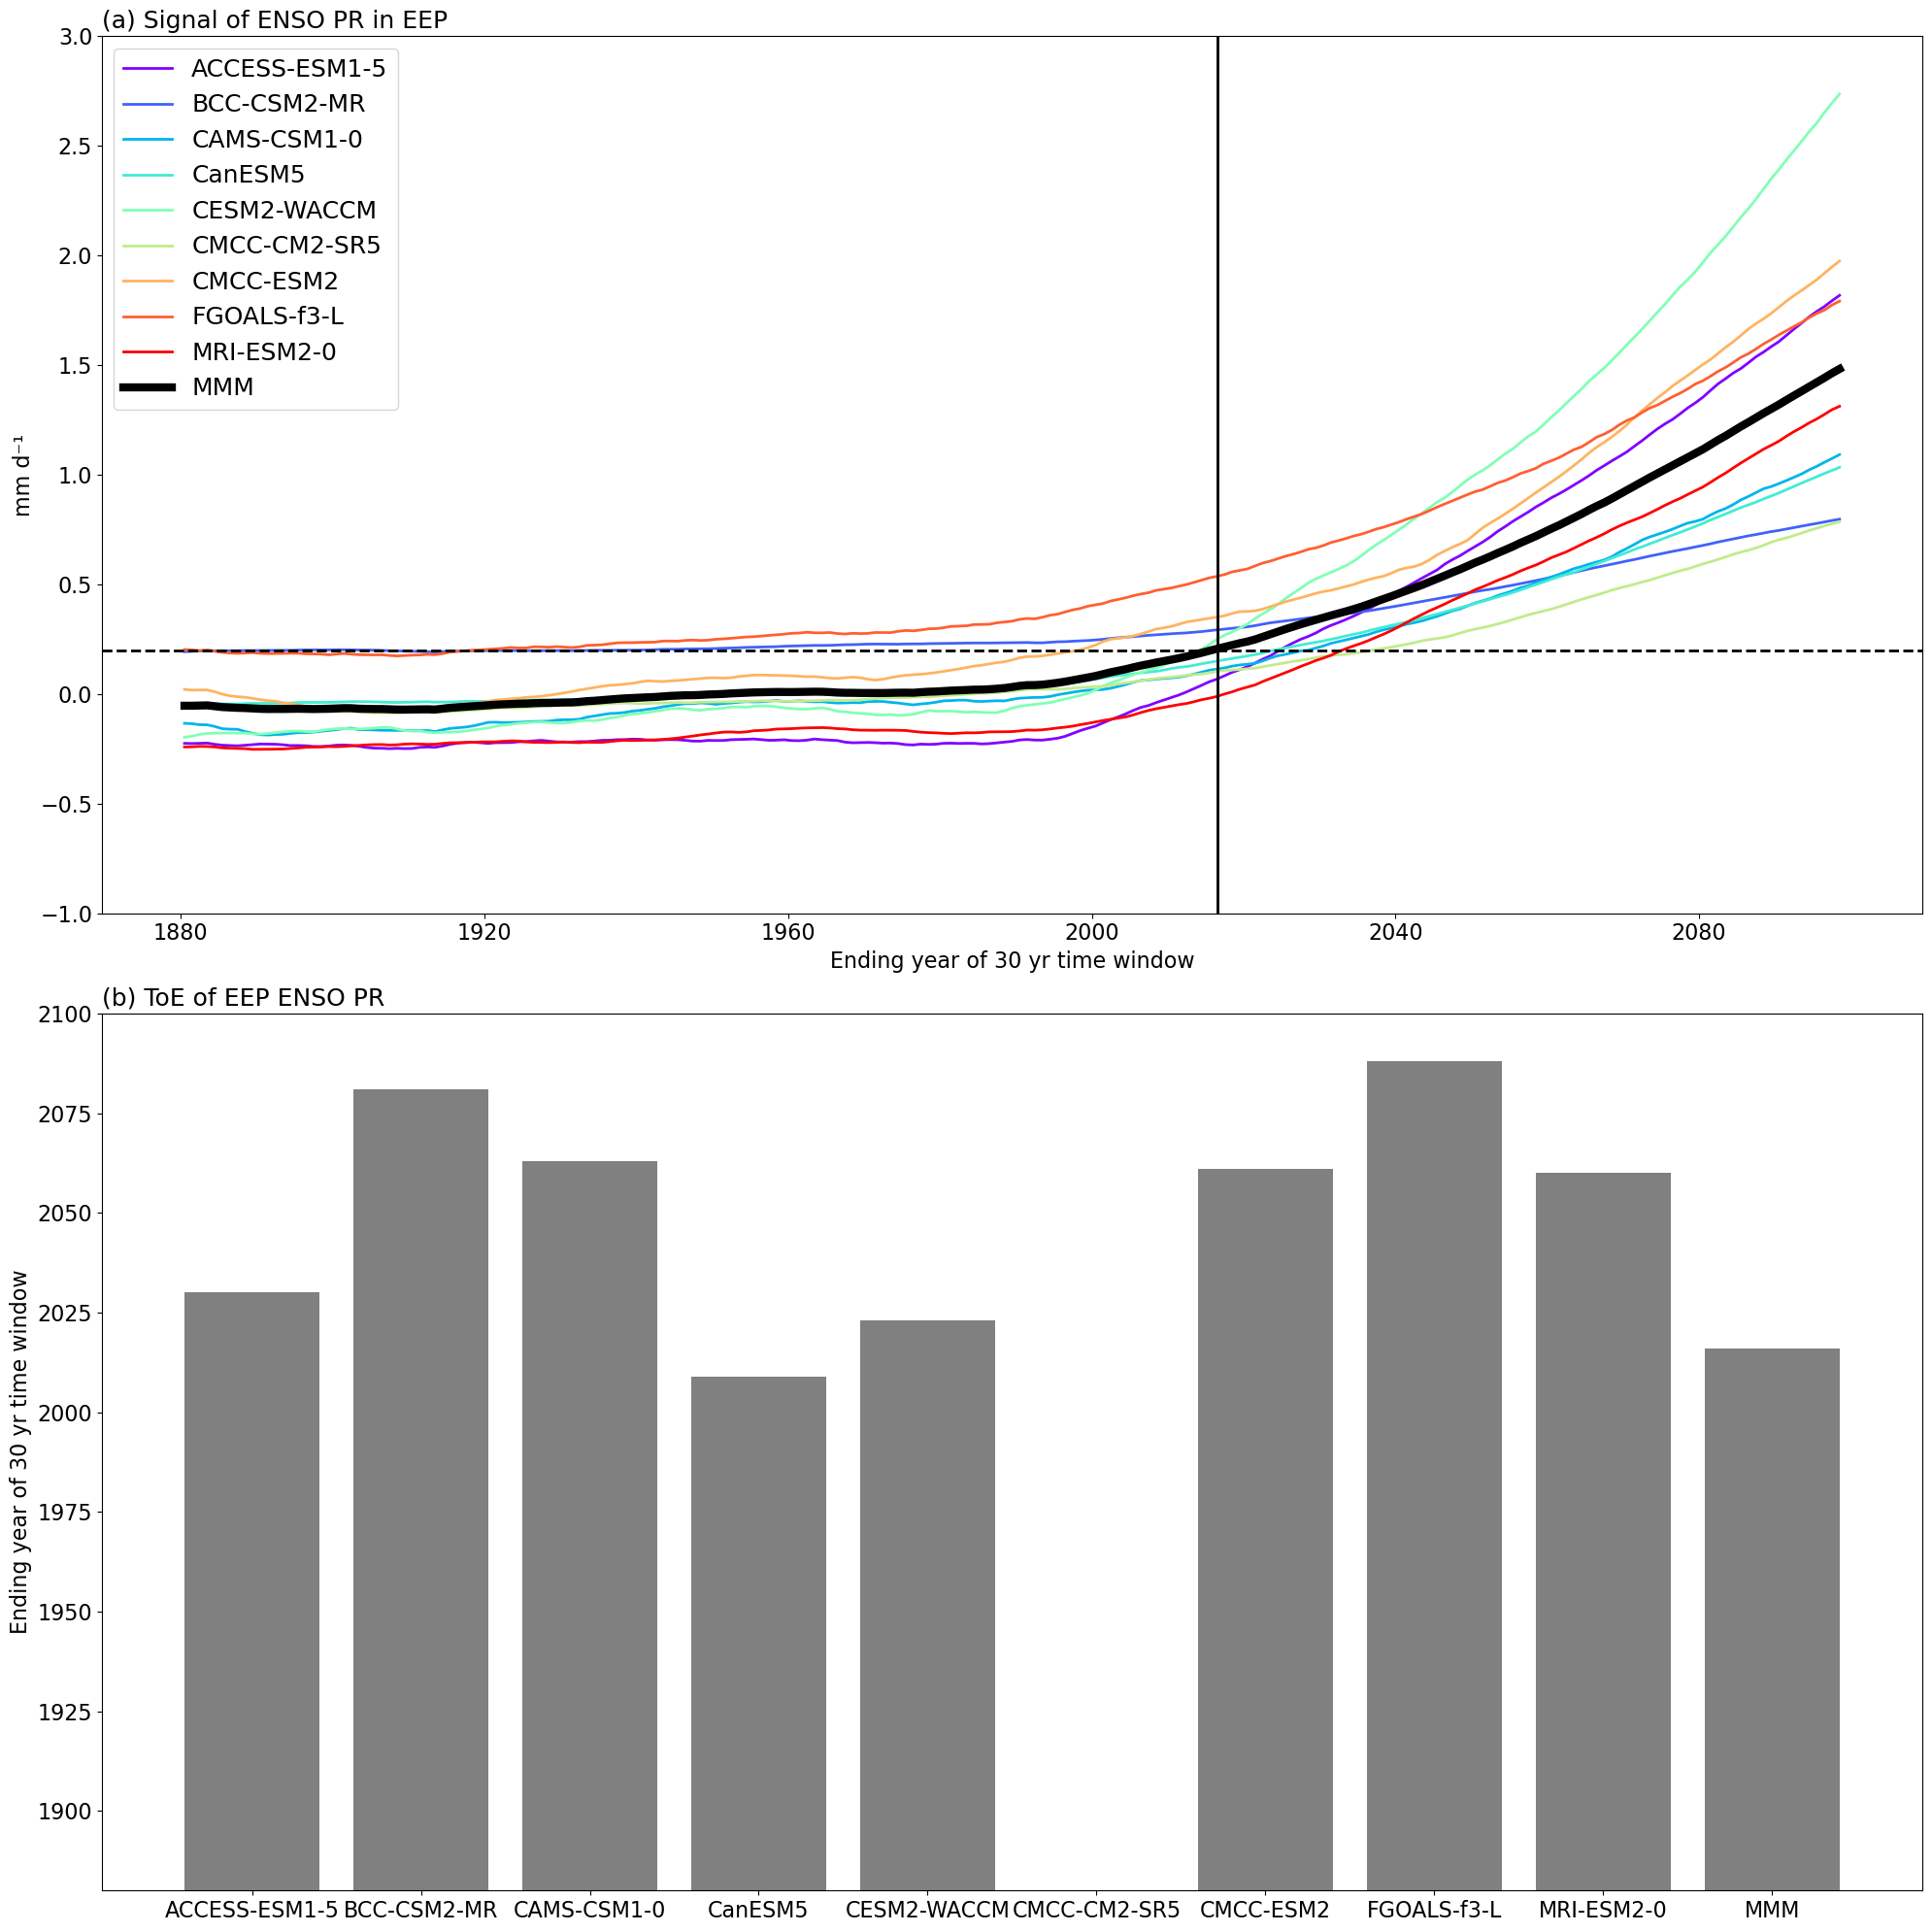 (a) Signal of ENSO PR in EEP
3.0
2.5
2.0
1.5
1.0
0.5
0.0
−0.5
−1.0
mm d⁻¹
ACCESS-ESM1-5
BCC-CSM2-MR
CAMS-CSM1-0
CanESM5
CESM2-WACCM
CMCC-CM2-SR5
CMCC-ESM2
FGOALS-f3-L
MRI-ESM2-0
MMM
1880 1920 1960 2000 2040 2080
Ending year of 30 yr time window
(b) ToE of EEP ENSO PR
2100
2075
2050
2025
2000
1975
1950
1925
1900
Ending year of 30 yr time window
ACCESS-ESM1-5 BCC-CSM2-MR CAMS-CSM1-0 CanESM5 CESM2-WACCM CMCC-CM2-SR5 CMCC-ESM2 FGOALS-f3-L MRI-ESM2-0 MMM